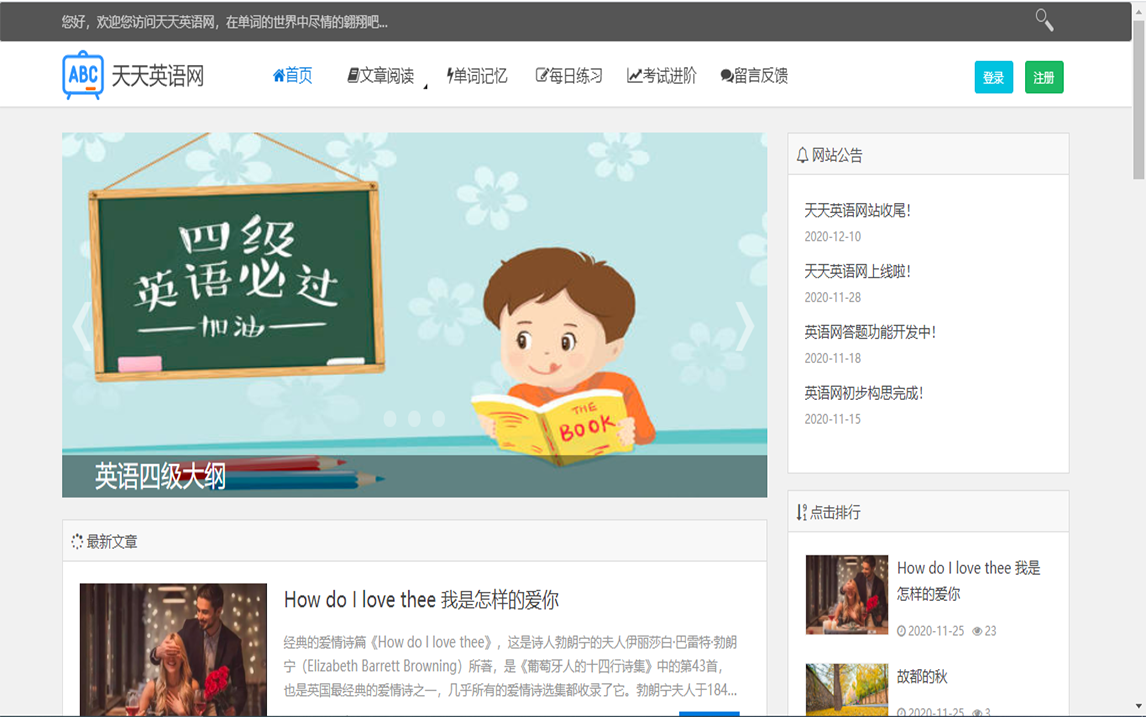 您好，欢迎您访问天天英语网，在单词的世界中尽情的翱翔吧...
ABC 天天英语网
首页 文章阅读 单词记忆 每日练习 考试进阶 留言反馈
登录 注册
四级
英语必过
加油
THE
BOOK
英语四级大纲
网站公告
天天英语网站收尾！
2020-12-10
天天英语网上线啦！
2020-11-28
英语网答题功能开发中！
2020-11-18
英语网初步构思完成！
2020-11-15
最新文章
How do I love thee 我是怎样的爱你
经典的爱情诗篇《How do I love thee》，这是诗人勃朗宁的夫人伊丽莎白·巴雷特·勃朗
宁（Elizabeth Barrett Browning）所著，是《葡萄牙人的十四行诗集》中的第43首，
也是英国最经典的爱情诗之一，几乎所有的爱情诗选集都收录了它。勃朗宁夫人于184...
点击排行
How do I love thee 我是
怎样的爱你
2020-11-25 23
故都的秋
2020-11-25 3